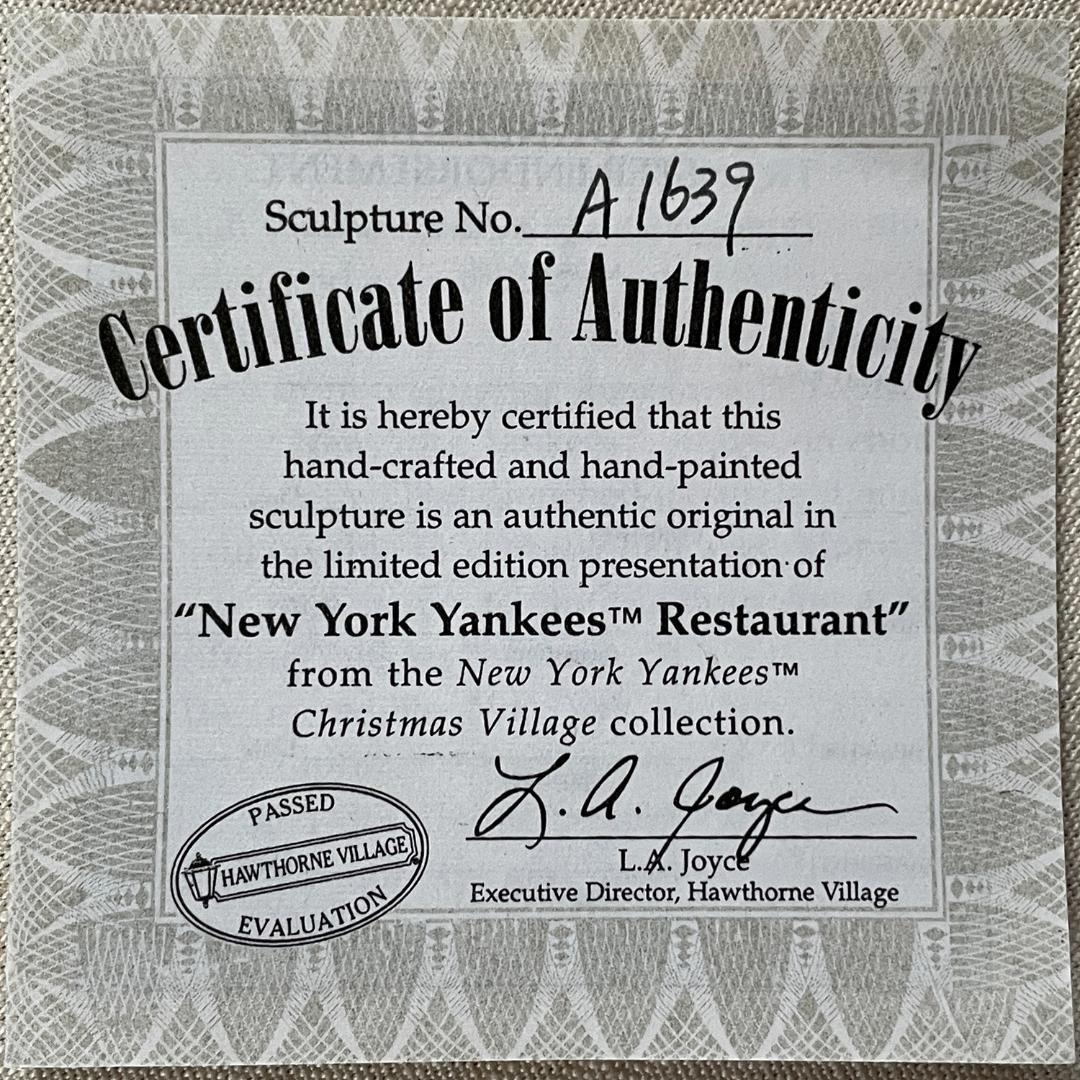 Sculpture No. A1639
Certificate of Authenticity
It is hereby certified that this
hand-crafted and hand-painted
sculpture is an authentic original in
the limited edition presentation of
“New York Yankees™ Restaurant”
from the New York Yankees™
Christmas Village collection.
L. A. Joyce
L.A. Joyce
Executive Director, Hawthorne Village
PASSED
HAWTHORNE VILLAGE
EVALUATION